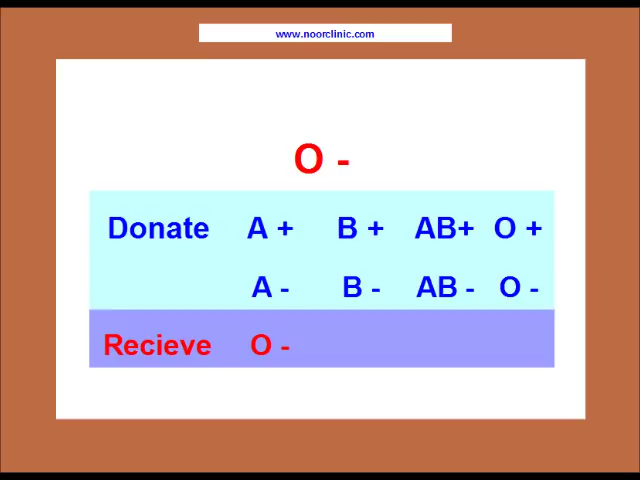 www.noorclinic.com
O -
Donate A + B + AB+ O +
A - B - AB - O -
Recieve O -